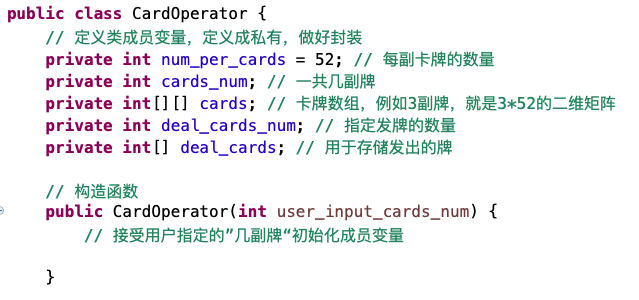 public class CardOperator {
// 定义类成员变量，定义成私有，做好封装
private int num_per_cards = 52; // 每副卡牌的数量
private int cards_num; // 一共几副牌
private int[][] cards; // 卡牌数组，例如3副牌，就是3*52的二维矩阵
private int deal_cards_num; // 指定发牌的数量
private int[] deal_cards; // 用于存储发出的牌
// 构造函数
public CardOperator(int user_input_cards_num) {
// 接受用户指定的”几副牌“初始化成员变量
}